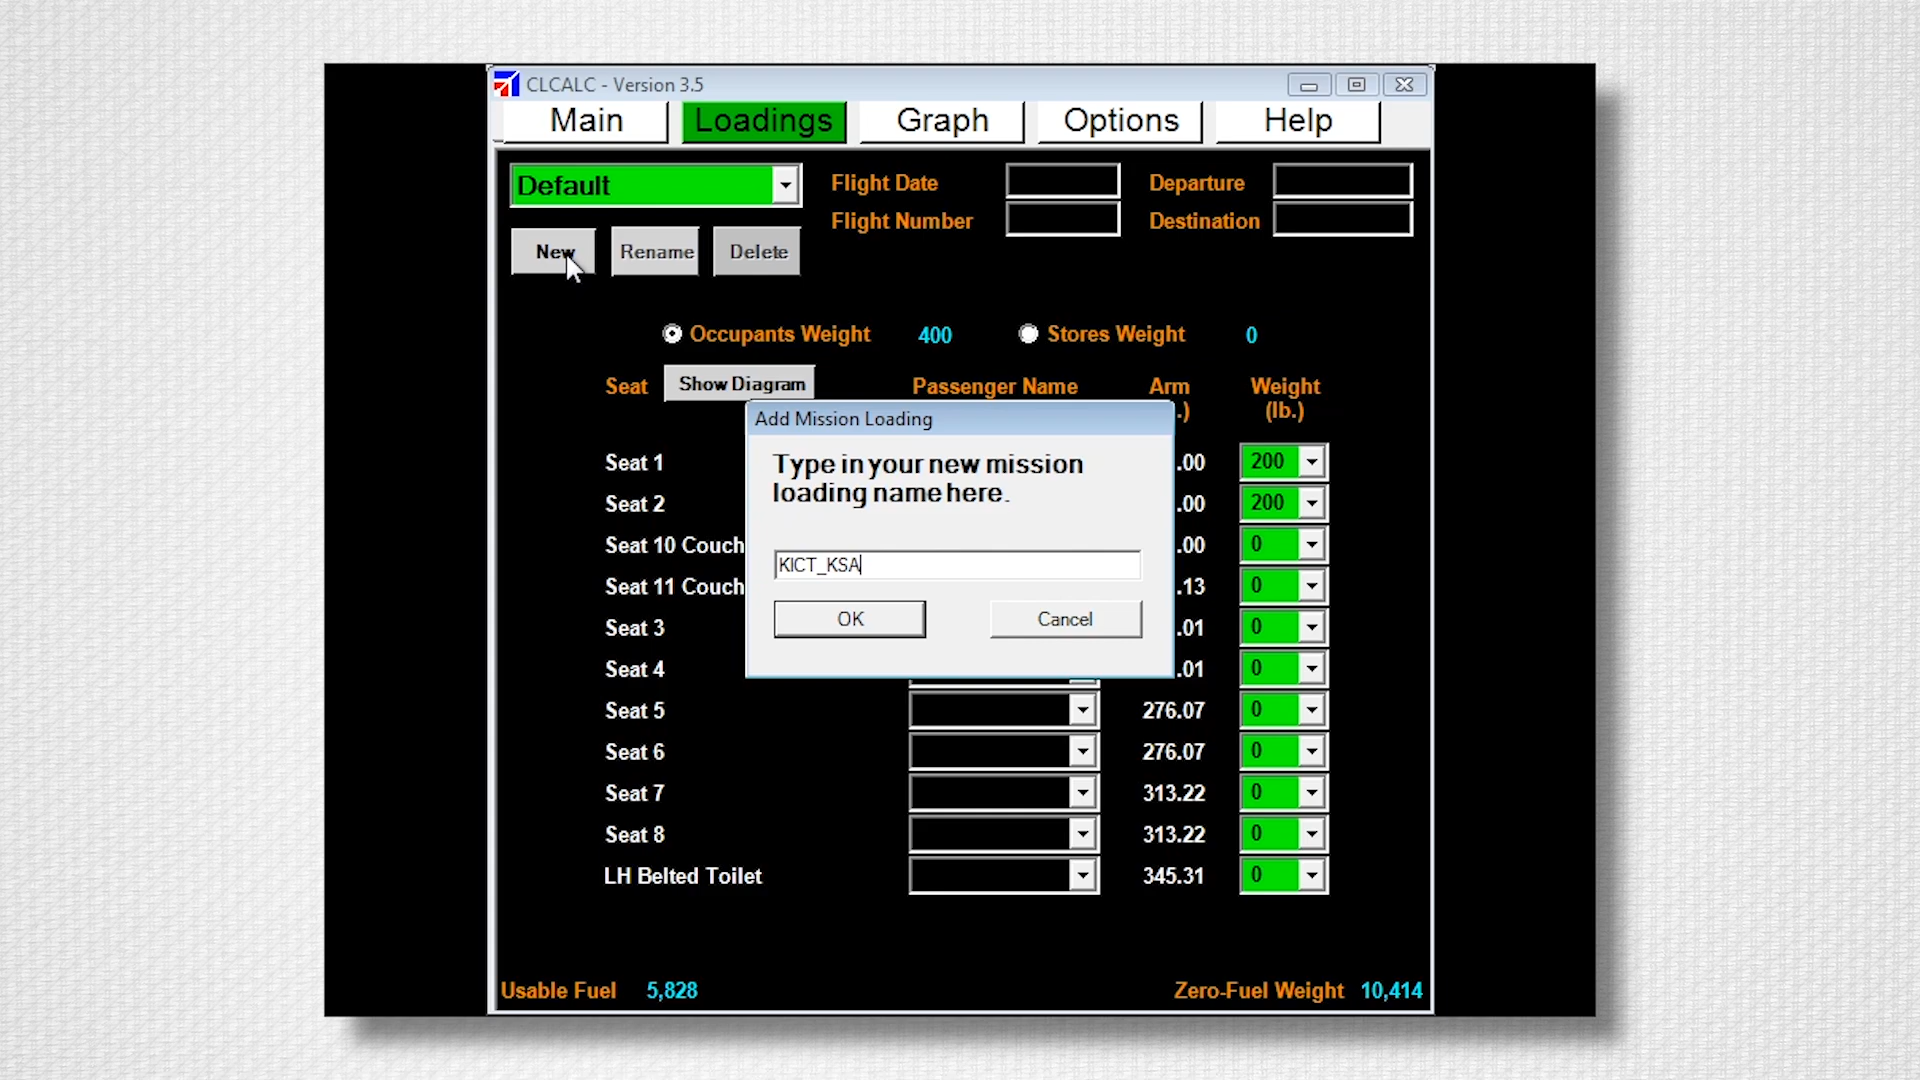 CLCALC - Version 3.5
Main Loadings Graph Options Help
Default Flight Date Departure
Flight Number Destination
New Rename Delete
Occupants Weight 400 Stores Weight 0
Seat Show Diagram Passenger Name Arm Weight
.) (lb.)
Add Mission Loading
Type in your new mission
loading name here.
KICT_KSA
OK Cancel
Seat 1 .00 200
Seat 2 .00 200
Seat 10 Couch .00 0
Seat 11 Couch .13 0
Seat 3 .01 0
Seat 4 .01 0
Seat 5 276.07 0
Seat 6 276.07 0
Seat 7 313.22 0
Seat 8 313.22 0
LH Belted Toilet 345.31 0
Usable Fuel 5,828 Zero-Fuel Weight 10,414